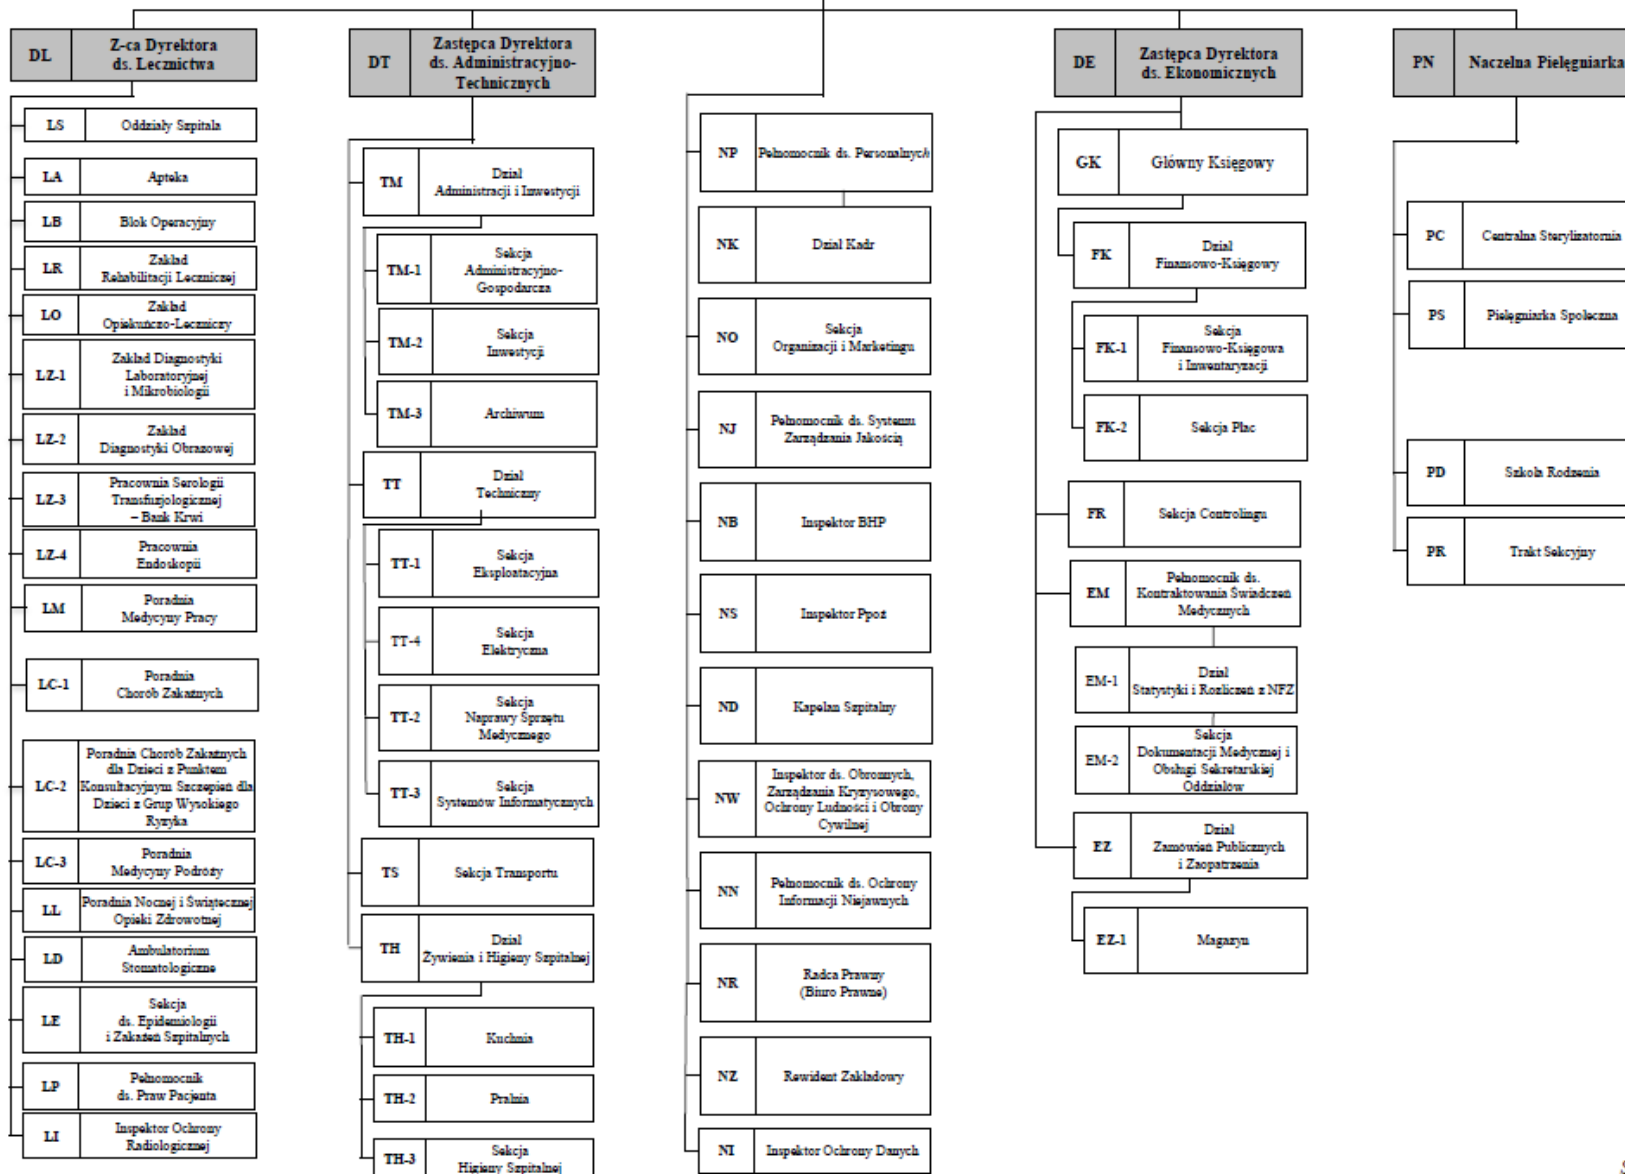 DL
Z-ca Dyrektora
ds. Lecznictwa
LS
Oddziały Szpitala
LA
Apteka
LB
Blok Operacyjny
LR
Zakład
Rehabilitacji Leczniczej
LO
Zakład
Opiekuńczo-Leczniczy
LZ-1
Zakład Diagnostyki
Laboratoryjnej
i Mikrobiologii
LZ-2
Zakład
Diagnostyki Obrazowej
LZ-3
Pracownia Serologii
Transfuzjologicznej
– Bank Krwi
LZ-4
Pracownia
Endoskopii
LM
Poradnia
Medycyny Pracy
LC-1
Poradnia
Chorób Zakaźnych
LC-2
Poradnia Chorób Zakaźnych
dla Dzieci z Punktem
Konsultacyjnym Szczepień dla
Dzieci z Grup Wysokiego
Ryzyka
LC-3
Poradnia
Medycyny Podróży
LL
Poradnia Nocnej i Świątecznej
Opieki Zdrowotnej
LD
Ambulatorium
Stomatologiczne
LE
Sekcja
ds. Epidemiologii
i Zakażeń Szpitalnych
LP
Pełnomocnik
ds. Praw Pacjenta
LI
Inspektor Ochrony
Radiologicznej
DT
Zastępca Dyrektora
ds. Administracyjno-
Technicznych
TM
Dział
Administracji i Inwestycji
TM-1
Sekcja
Administracyjno-
Gospodarcza
TM-2
Sekcja
Inwestycji
TM-3
Archiwum
TT
Dział
Techniczny
TT-1
Sekcja
Eksploatacyjna
TT-4
Sekcja
Elektryczna
TT-2
Sekcja
Naprawy Sprzętu
Medycznego
TT-3
Sekcja
Systemów Informatycznych
TS
Sekcja Transportu
TH
Dział
Żywienia i Higieny Szpitalnej
TH-1
Kuchnia
TH-2
Pralnia
TH-3
Sekcja
Higieny Szpitalnej
NP
Pełnomocnik ds. Personalnych
NK
Dział Kadr
NO
Sekcja
Organizacji i Marketingu
NJ
Pełnomocnik ds. Systemu
Zarządzania Jakością
NB
Inspektor BHP
NS
Inspektor Ppoż
ND
Kapelan Szpitalny
NW
Inspektor ds. Obronnych,
Zarządzania Kryzysowego,
Ochrony Ludności i Obrony
Cywilnej
NN
Pełnomocnik ds. Ochrony
Informacji Niejawnych
NR
Radca Prawny
(Biuro Prawne)
NZ
Rewident Zakładowy
NI
Inspektor Ochrony Danych
DE
Zastępca Dyrektora
ds. Ekonomicznych
GK
Główny Księgowy
FK
Dział
Finansowo-Księgowy
FK-1
Sekcja
Finansowo-Księgowa
i Inwentaryzacji
FK-2
Sekcja Płac
FR
Sekcja Controlingu
EM
Pełnomocnik ds.
Kontraktowania Świadczeń
Medycznych
EM-1
Dział
Statystyki i Rozliczeń z NFZ
EM-2
Sekcja
Dokumentacji Medycznej i
Obsługi Sekretarskiej
Oddziałów
EZ
Dział
Zamówień Publicznych
i Zaopatrzenia
EZ-1
Magazyn
PN
Naczelna Pielęgniarka
PC
Centralna Sterylizatornia
PS
Pielęgniarka Społeczna
PD
Szkoła Rodzenia
PR
Trakt Sekcyjny